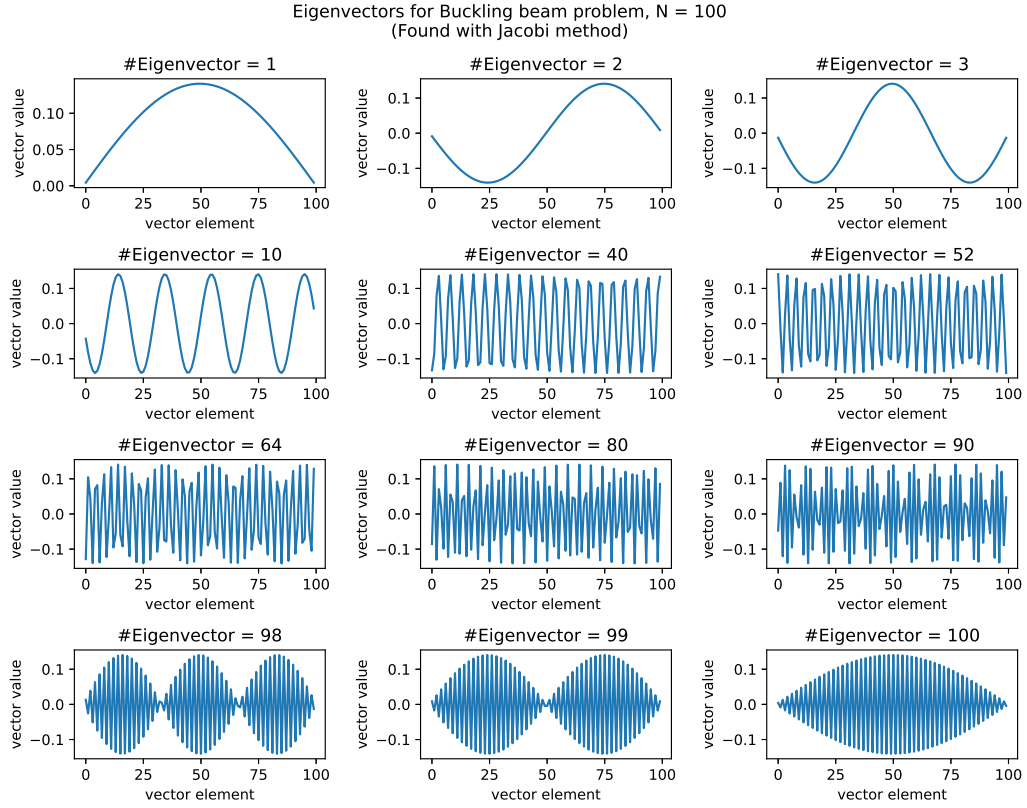 Eigenvectors for Buckling beam problem, N = 100
(Found with Jacobi method)
#Eigenvector = 1
#Eigenvector = 2
#Eigenvector = 3
vector value
0.10
0.05
0.00
0 25 50 75 100
vector element
vector value
0.1
0.0
−0.1
0 25 50 75 100
vector element
vector value
0.1
0.0
−0.1
0 25 50 75 100
vector element
#Eigenvector = 10
#Eigenvector = 40
#Eigenvector = 52
vector value
0.1
0.0
−0.1
0 25 50 75 100
vector element
vector value
0.1
0.0
−0.1
0 25 50 75 100
vector element
vector value
0.1
0.0
−0.1
0 25 50 75 100
vector element
#Eigenvector = 64
#Eigenvector = 80
#Eigenvector = 90
vector value
0.1
0.0
−0.1
0 25 50 75 100
vector element
vector value
0.1
0.0
−0.1
0 25 50 75 100
vector element
vector value
0.1
0.0
−0.1
0 25 50 75 100
vector element
#Eigenvector = 98
#Eigenvector = 99
#Eigenvector = 100
vector value
0.1
0.0
−0.1
0 25 50 75 100
vector element
vector value
0.1
0.0
−0.1
0 25 50 75 100
vector element
vector value
0.1
0.0
−0.1
0 25 50 75 100
vector element